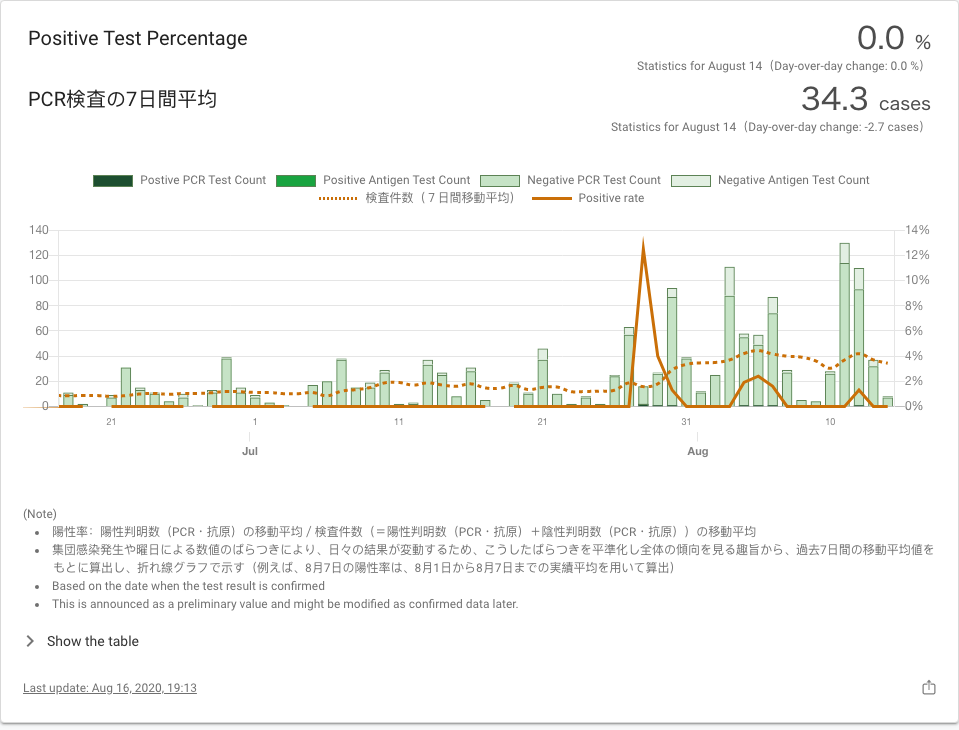 Positive Test Percentage
0.0 %
Statistics for August 14（Day-over-day change: 0.0 %）
PCR検査の7日間平均
34.3 cases
Statistics for August 14（Day-over-day change: -2.7 cases）
Postive PCR Test Count Positive Antigen Test Count Negative PCR Test Count Negative Antigen Test Count
検査件数（７日間移動平均） Positive rate
140 14%
120 12%
100 10%
80 8%
60 6%
40 4%
20 2%
0 0%
21 1 11 21 31 10
Jul Aug
(Note)
陽性率：陽性判明数（PCR・抗原）の移動平均 / 検査件数（＝陽性判明数（PCR・抗原）＋陰性判明数（PCR・抗原））の移動平均
集団感染発生や曜日による数値のばらつきにより、日々の結果が変動するため、こうしたばらつきを平準化し全体の傾向を見る趣旨から、過去7日間の移動平均値を
もとに算出し、折れ線グラフで示す（例えば、8月7日の陽性率は、8月1日から8月7日までの実績平均を用いて算出）
Based on the date when the test result is confirmed
This is announced as a preliminary value and might be modified as confirmed data later.
Show the table
Last update: Aug 16, 2020, 19:13